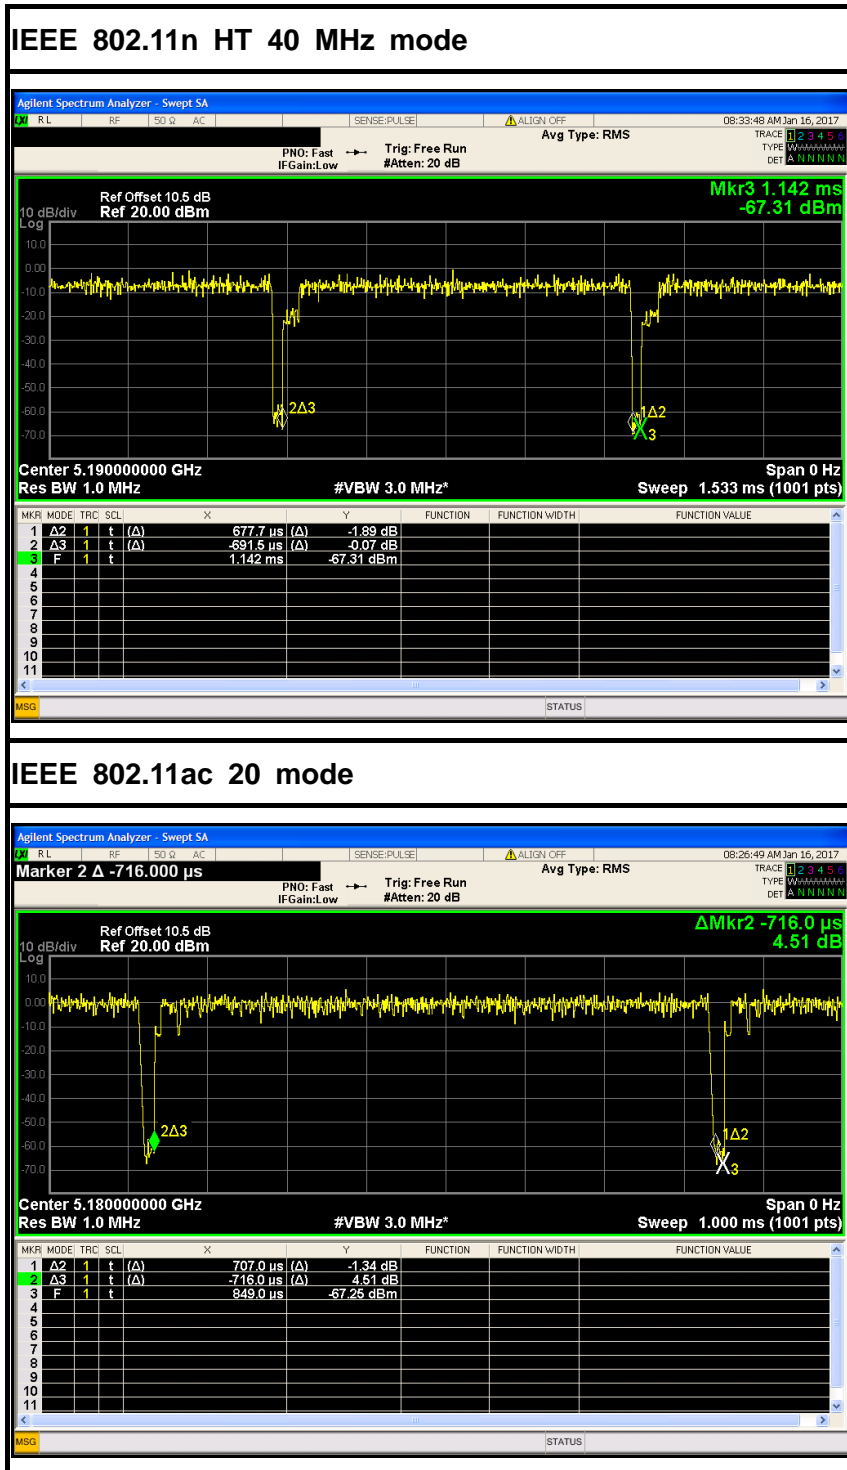 IEEE 802.11n HT 40 MHz mode
Agilent Spectrum Analyzer - Swept SA
LXI RL RF 50 Ω AC SENSE:PULSE ALIGN OFF 08:33:48 AM Jan 16, 2017
Avg Type: RMS TRACE 1 2 3 4 5 6
PNO: Fast Trig: Free Run TYPE WWWWWW
IFGain:Low #Atten: 20 dB DET A N N N N N
Mkr3 1.142 ms
Ref Offset 10.5 dB
10 dB/div Ref 20.00 dBm -67.31 dBm
Log
10.0
0.00
-10.0
-20.0
-30.0
-40.0
-50.0
-60.0 2Δ3 1Δ2
-70.0 3
Center 5.190000000 GHz Span 0 Hz
Res BW 1.0 MHz #VBW 3.0 MHz* Sweep 1.533 ms (1001 pts)
MKR MODE TRC SCL X Y FUNCTION FUNCTION WIDTH FUNCTION VALUE
1 Δ2 1 t (Δ) 677.7 µs (Δ) -1.89 dB
2 Δ3 1 t (Δ) -691.5 µs (Δ) -0.07 dB
3 F 1 t 1.142 ms -67.31 dBm
4
5
6
7
8
9
10
11
MSG STATUS
IEEE 802.11ac 20 mode
Agilent Spectrum Analyzer - Swept SA
LXI RL RF 50 Ω AC SENSE:PULSE ALIGN OFF 08:26:49 AM Jan 16, 2017
Marker 2 Δ -716.000 µs Avg Type: RMS TRACE 1 2 3 4 5 6
PNO: Fast Trig: Free Run TYPE WWWWWW
IFGain:Low #Atten: 20 dB DET A N N N N N
ΔMkr2 -716.0 µs
Ref Offset 10.5 dB
10 dB/div Ref 20.00 dBm 4.51 dB
Log
10.0
0.00
-10.0
-20.0
-30.0
-40.0
-50.0
2Δ3 1Δ2
-60.0
-70.0 3
Center 5.180000000 GHz Span 0 Hz
Res BW 1.0 MHz #VBW 3.0 MHz* Sweep 1.000 ms (1001 pts)
MKR MODE TRC SCL X Y FUNCTION FUNCTION WIDTH FUNCTION VALUE
1 Δ2 1 t (Δ) 707.0 µs (Δ) -1.34 dB
2 Δ3 1 t (Δ) -716.0 µs (Δ) 4.51 dB
3 F 1 t 849.0 µs -67.25 dBm
4
5
6
7
8
9
10
11
MSG STATUS